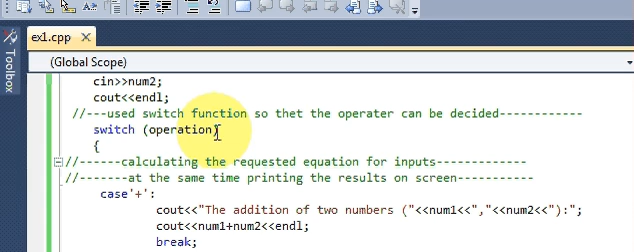 ex1.cpp
Toolbox
(Global Scope)
cin>>num2;
cout<<endl;
//---used switch function so thet the operater can be decided------------
switch (operation)
{
//------calculating the requested equation for inputs-------------
//-------at the same time printing the results on screen-----------
case'+':
cout<<"The addition of two numbers ("<<num1<<","<<num2<<"):";
cout<<num1+num2<<endl;
break;